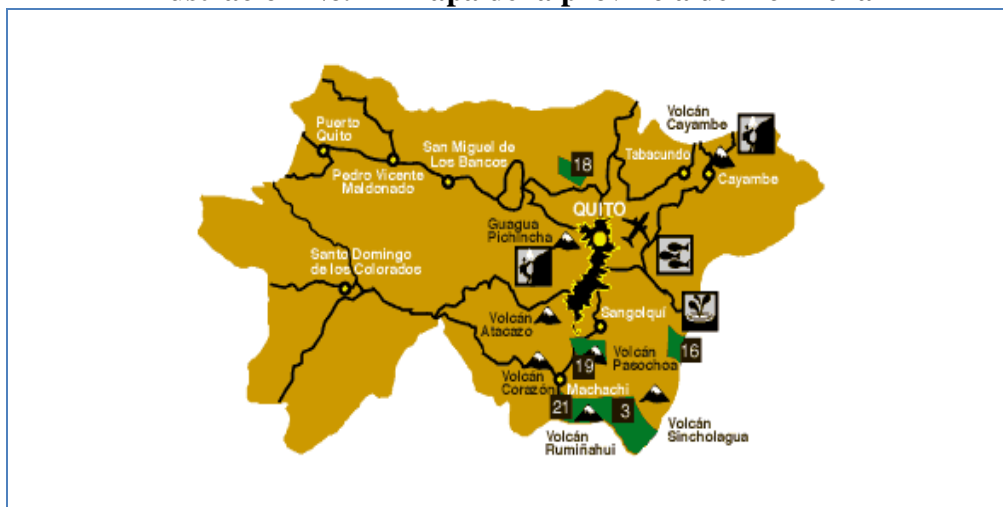 Volcán
Cayambe
Puerto
Quito
San Miguel de
Los Bancos
Tabacundo
18
Pedro Vicente
Maldonado
Cayambe
QUITO
Guagua
Pichincha
Santo Domingo
de los Colorados
Volcán
Atacazo
Sangolquí
Volcán
Pasochoa
16
19
Volcán
Corazón
Machachi
21
3
Volcán
Sincholagua
Volcán
Rumiñahui